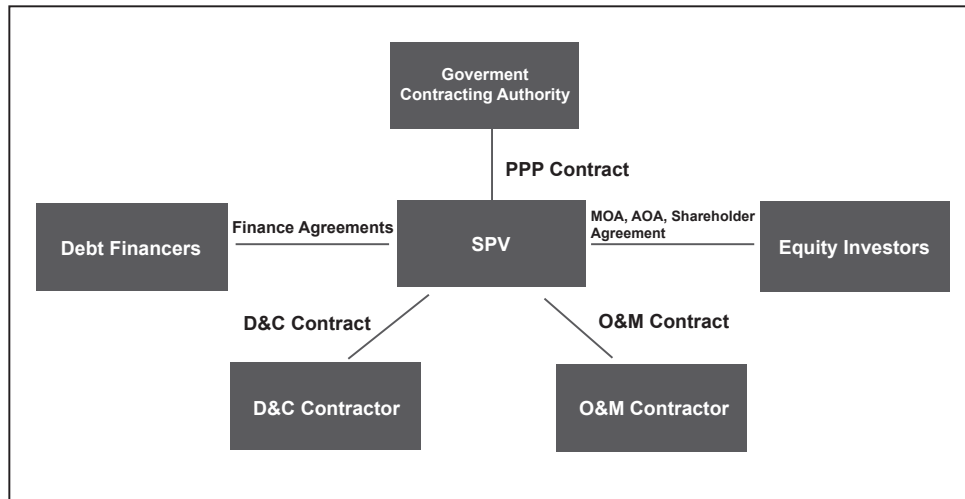 Goverment
Contracting Authority
PPP Contract
Debt Financers
Finance Agreements
SPV
MOA, AOA, Shareholder
Agreement
Equity Investors
D&C Contract
O&M Contract
D&C Contractor
O&M Contractor